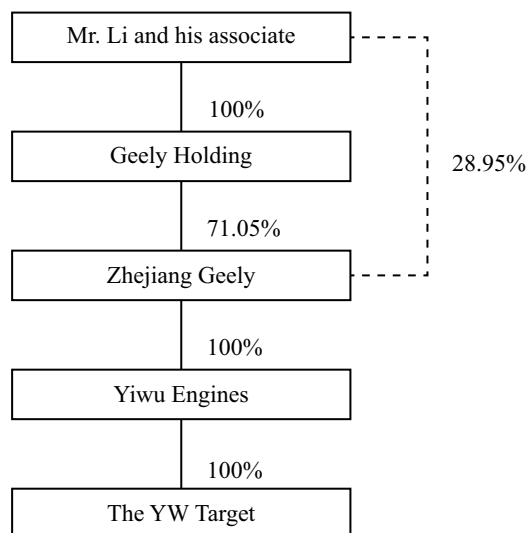 Mr. Li and his associate
100%
Geely Holding
28.95%
71.05%
Zhejiang Geely
100%
Yiwu Engines
100%
The YW Target